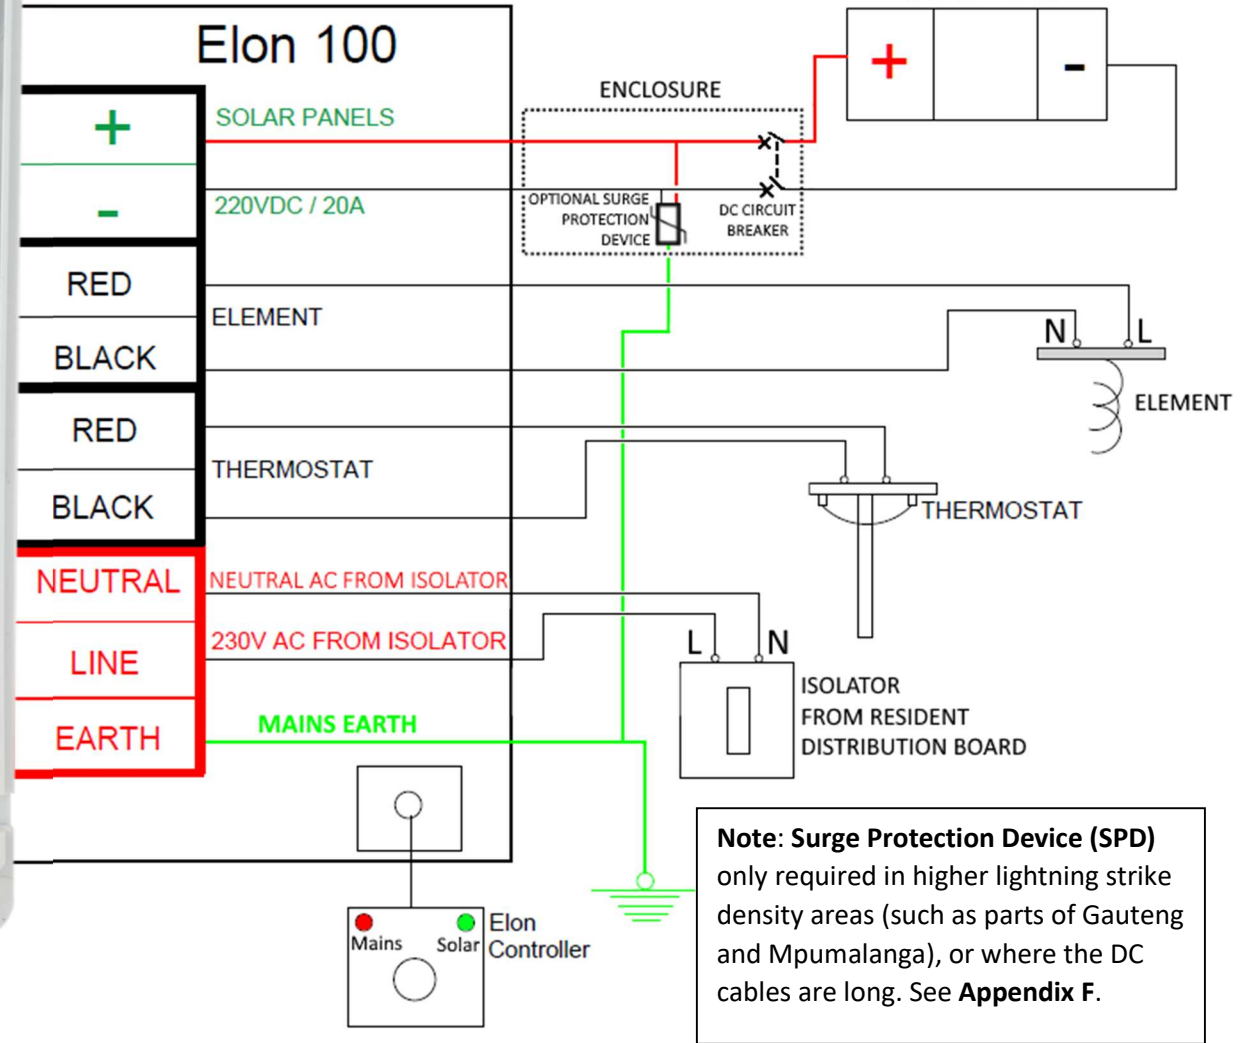 Elon 100
ENCLOSURE
+
-
+
SOLAR PANELS
-
220VDC / 20A
OPTIONAL SURGE
PROTECTION
DEVICE
DC CIRCUIT
BREAKER
RED
ELEMENT
BLACK
N
L
ELEMENT
RED
THERMOSTAT
BLACK
THERMOSTAT
NEUTRAL
NEUTRAL AC FROM ISOLATOR
LINE
230V AC FROM ISOLATOR
L
N
ISOLATOR
FROM RESIDENT
DISTRIBUTION BOARD
EARTH
MAINS EARTH
Mains
Solar
Elon
Controller
Note: Surge Protection Device (SPD)
only required in higher lightning strike
density areas (such as parts of Gauteng
and Mpumalanga), or where the DC
cables are long. See Appendix F.